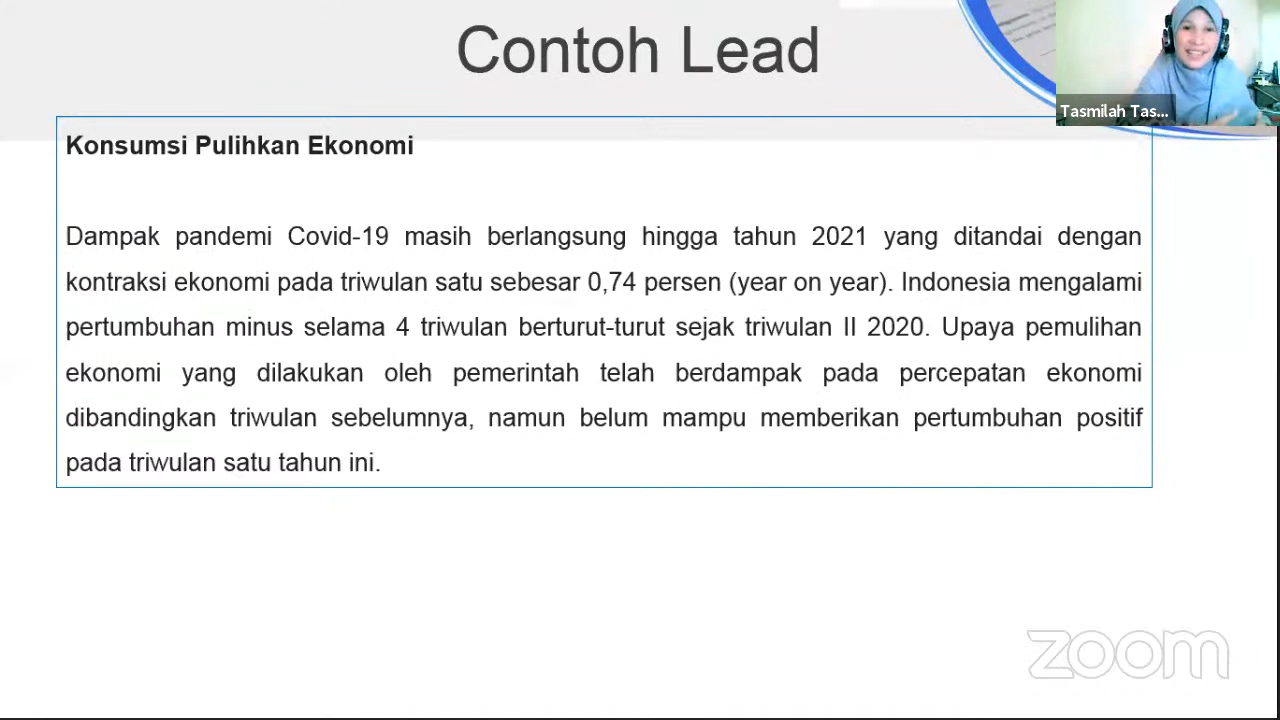 Contoh Lead
Tasmilah Tas...
Konsumsi Pulihkan Ekonomi
Dampak pandemi Covid-19 masih berlangsung hingga tahun 2021 yang ditandai dengan
kontraksi ekonomi pada triwulan satu sebesar 0,74 persen (year on year). Indonesia mengalami
pertumbuhan minus selama 4 triwulan berturut-turut sejak triwulan II 2020. Upaya pemulihan
ekonomi yang dilakukan oleh pemerintah telah berdampak pada percepatan ekonomi
dibandingkan triwulan sebelumnya, namun belum mampu memberikan pertumbuhan positif
pada triwulan satu tahun ini.
zoom